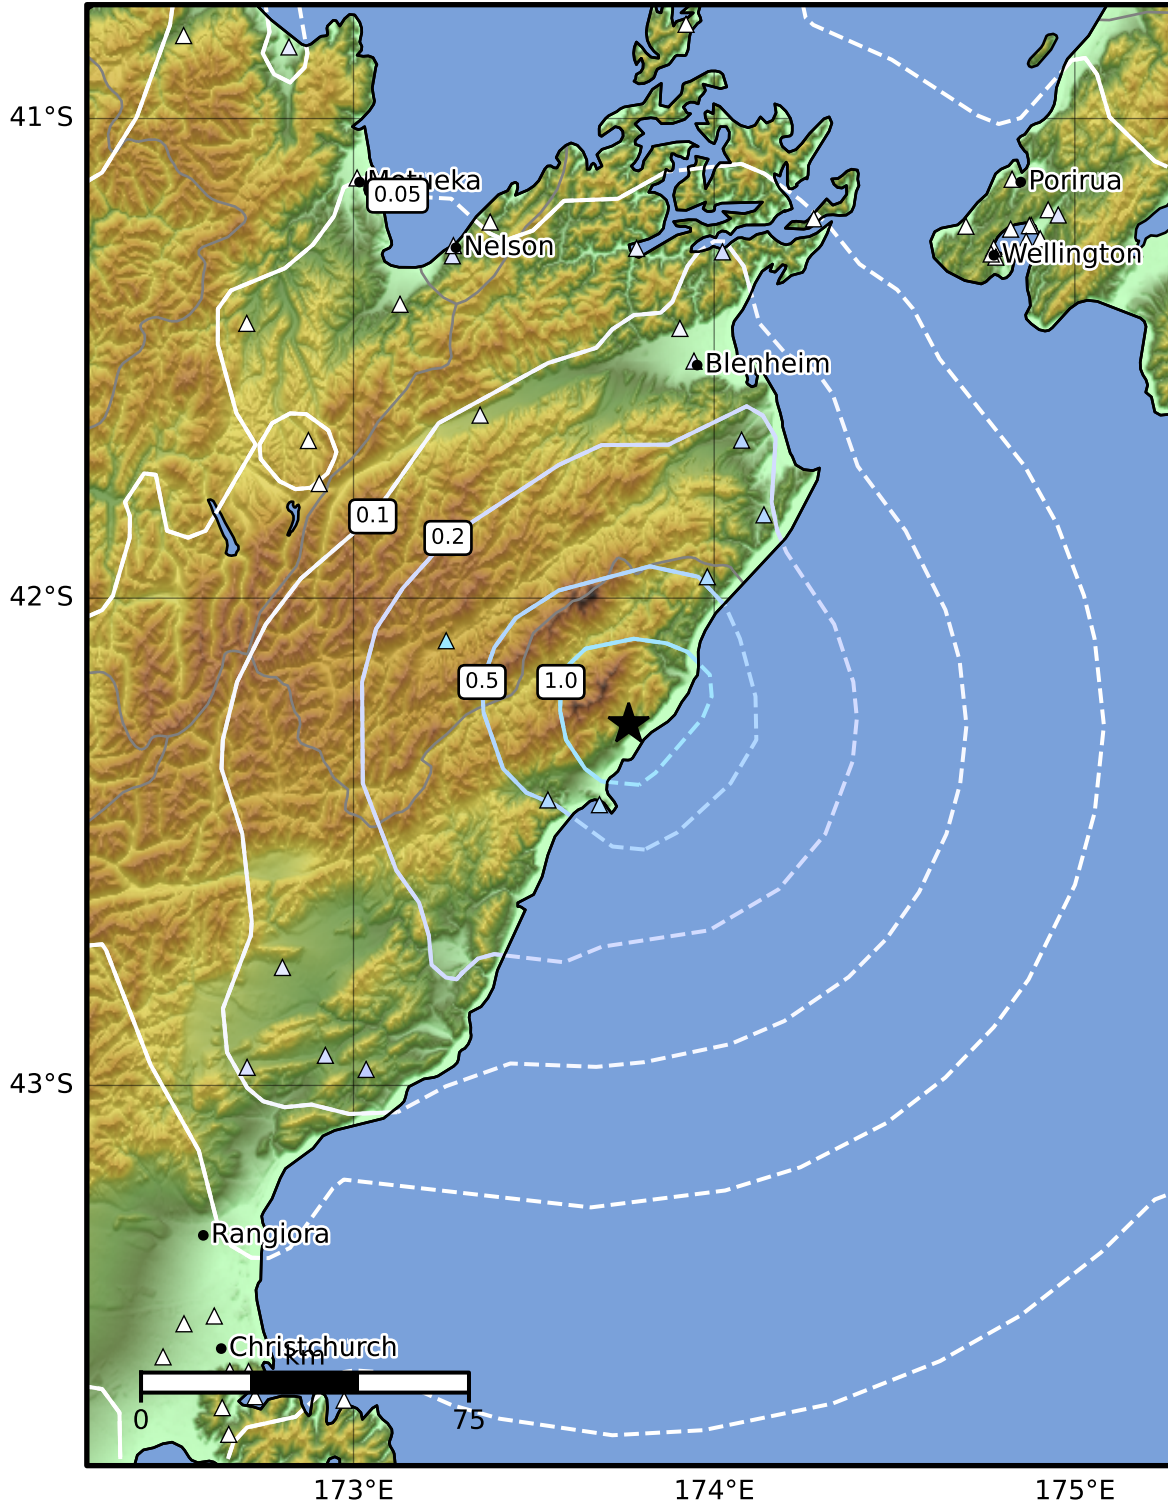 41°S
Motueka
0.05
Porirua
Nelson
Wellington
Blenheim
0.1
0.2
42°S
0.5
1.0
43°S
Rangiora
Christchurch
km
0
75
173°E
174°E
175°E